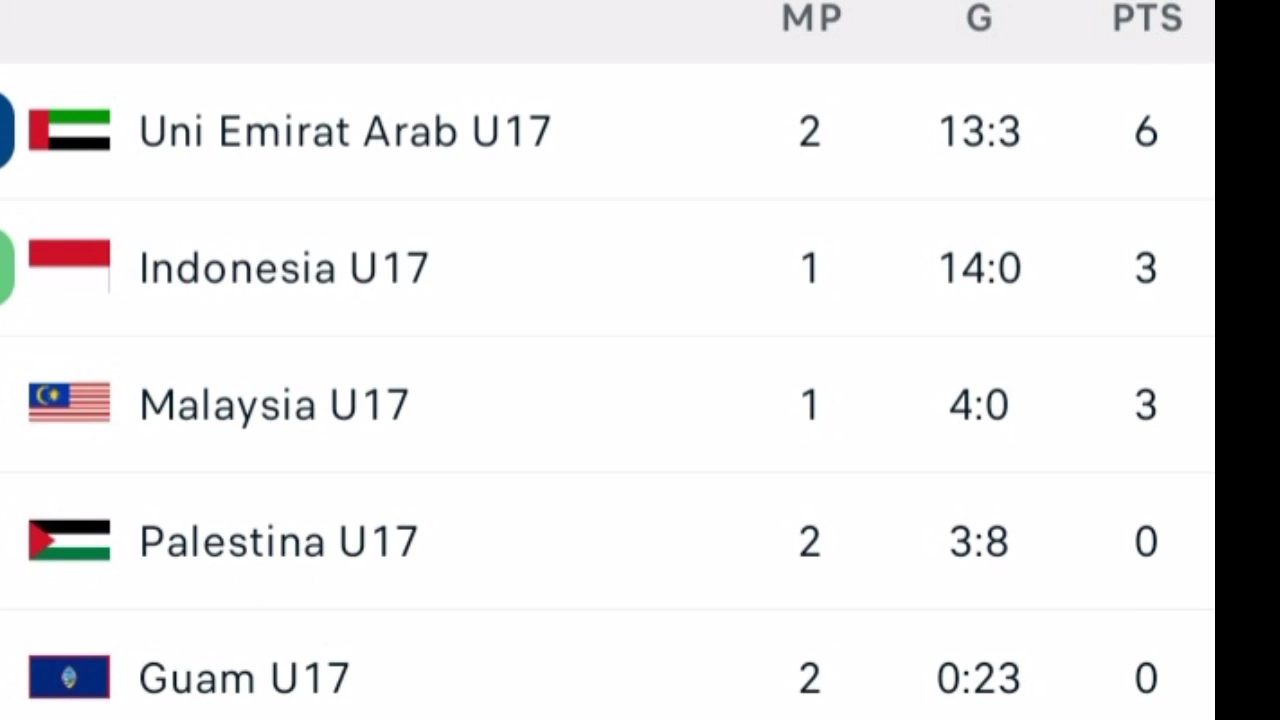 MP G PTS
Uni Emirat Arab U17 2 13:3 6
Indonesia U17 1 14:0 3
Malaysia U17 1 4:0 3
Palestina U17 2 3:8 0
Guam U17 2 0:23 0